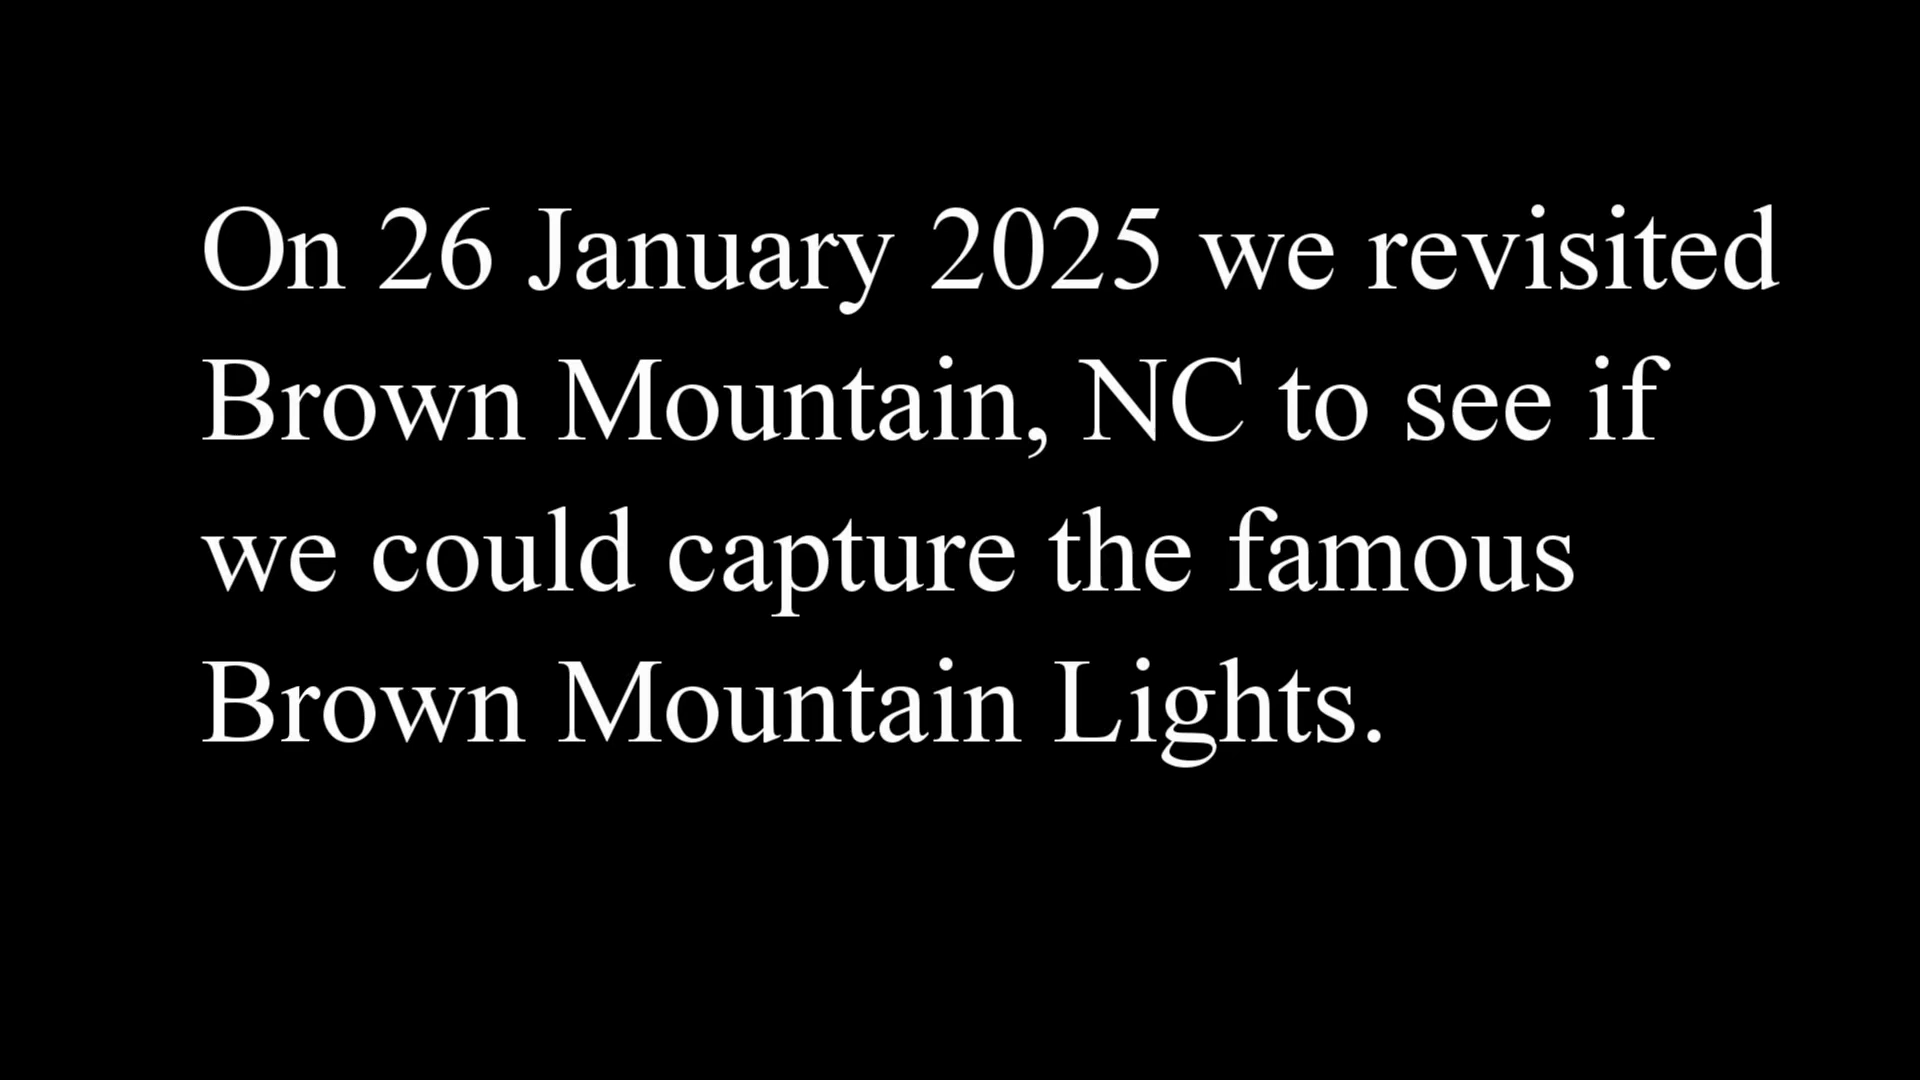 On 26 January 2025 we revisited
Brown Mountain, NC to see if
we could capture the famous
Brown Mountain Lights.